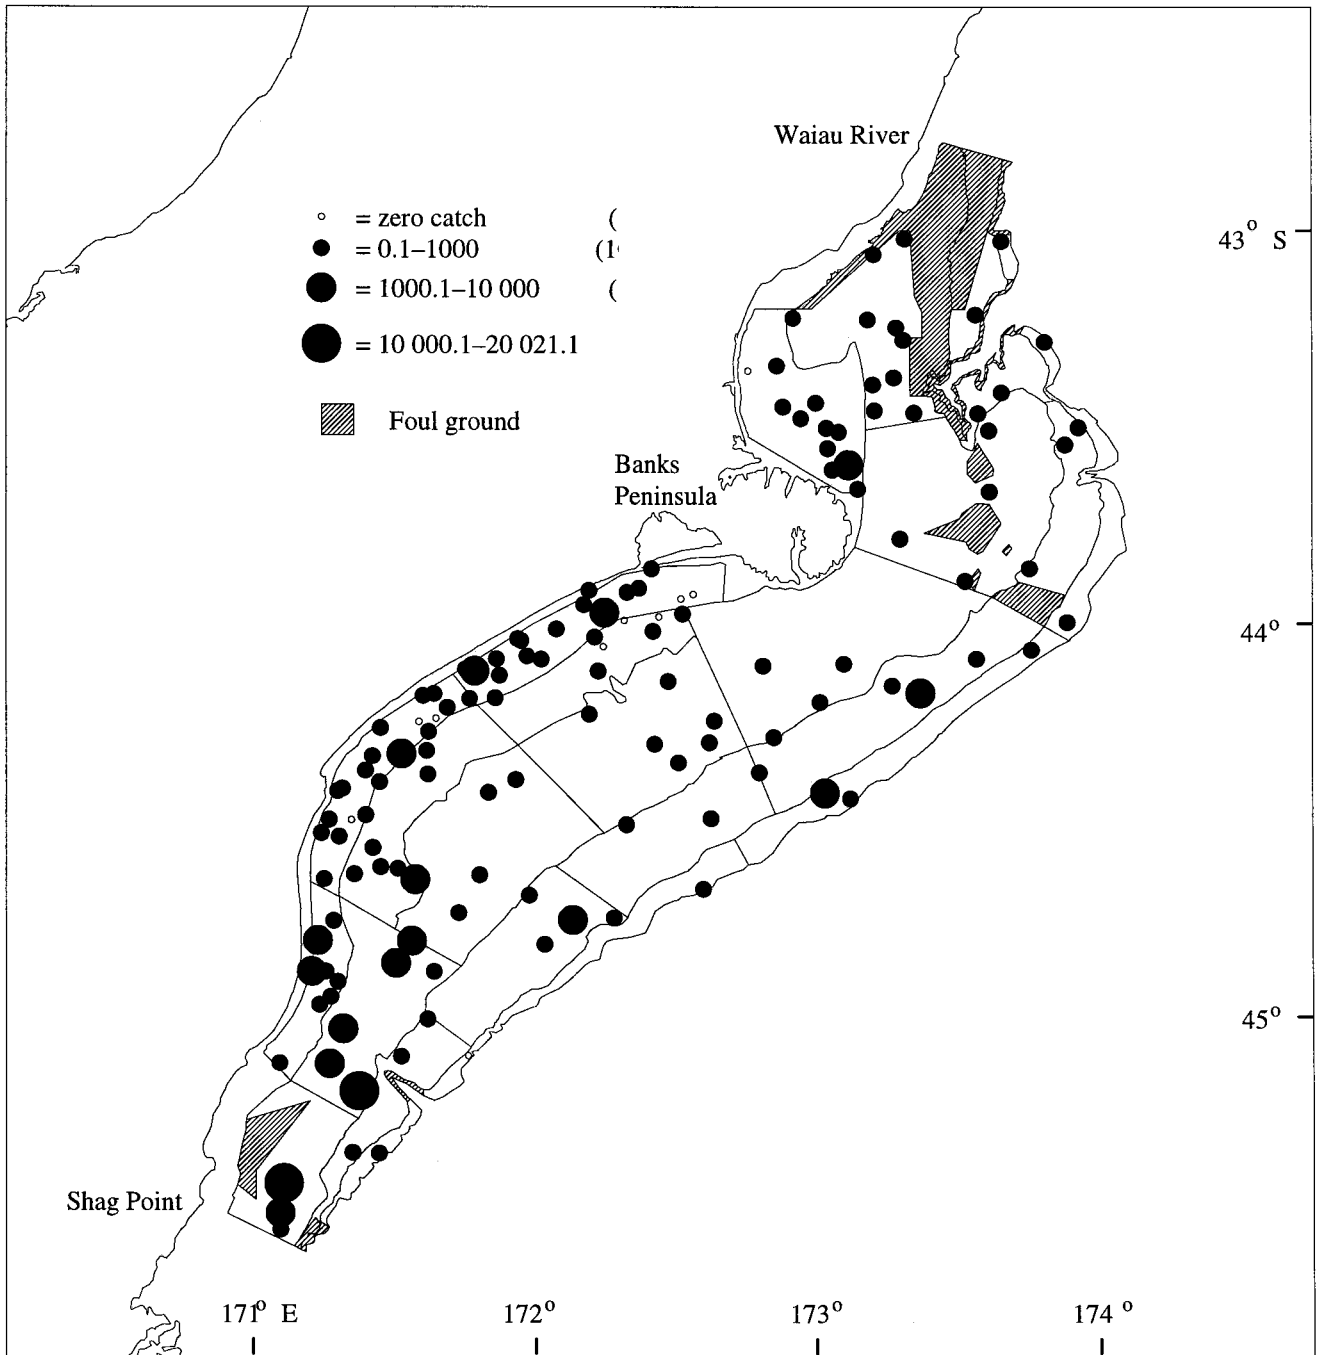 Waiau River
= zero catch (
= 0.1–1000 (1
= 1000.1–10 000 (
= 10 000.1–20 021.1
Foul ground
Banks
Peninsula
Shag Point
43° S
44°
45°
171° E 172° 173° 174°